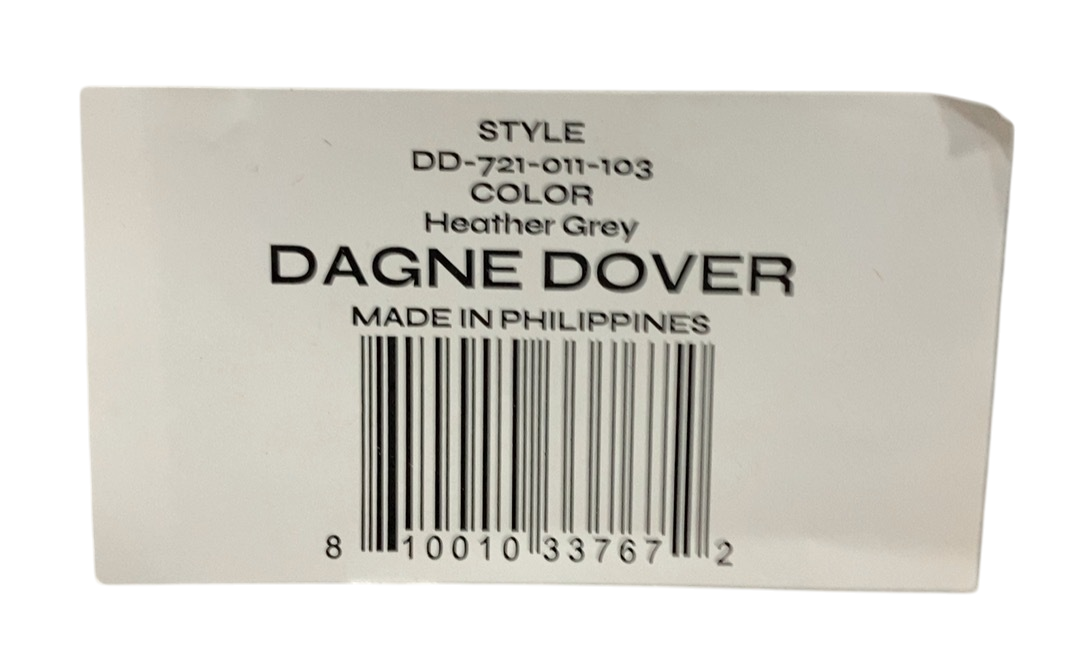 STYLE
DD-721-011-103
COLOR
Heather Grey
DAGNE DOVER
MADE IN PHILIPPINES
8 10010 33767 2